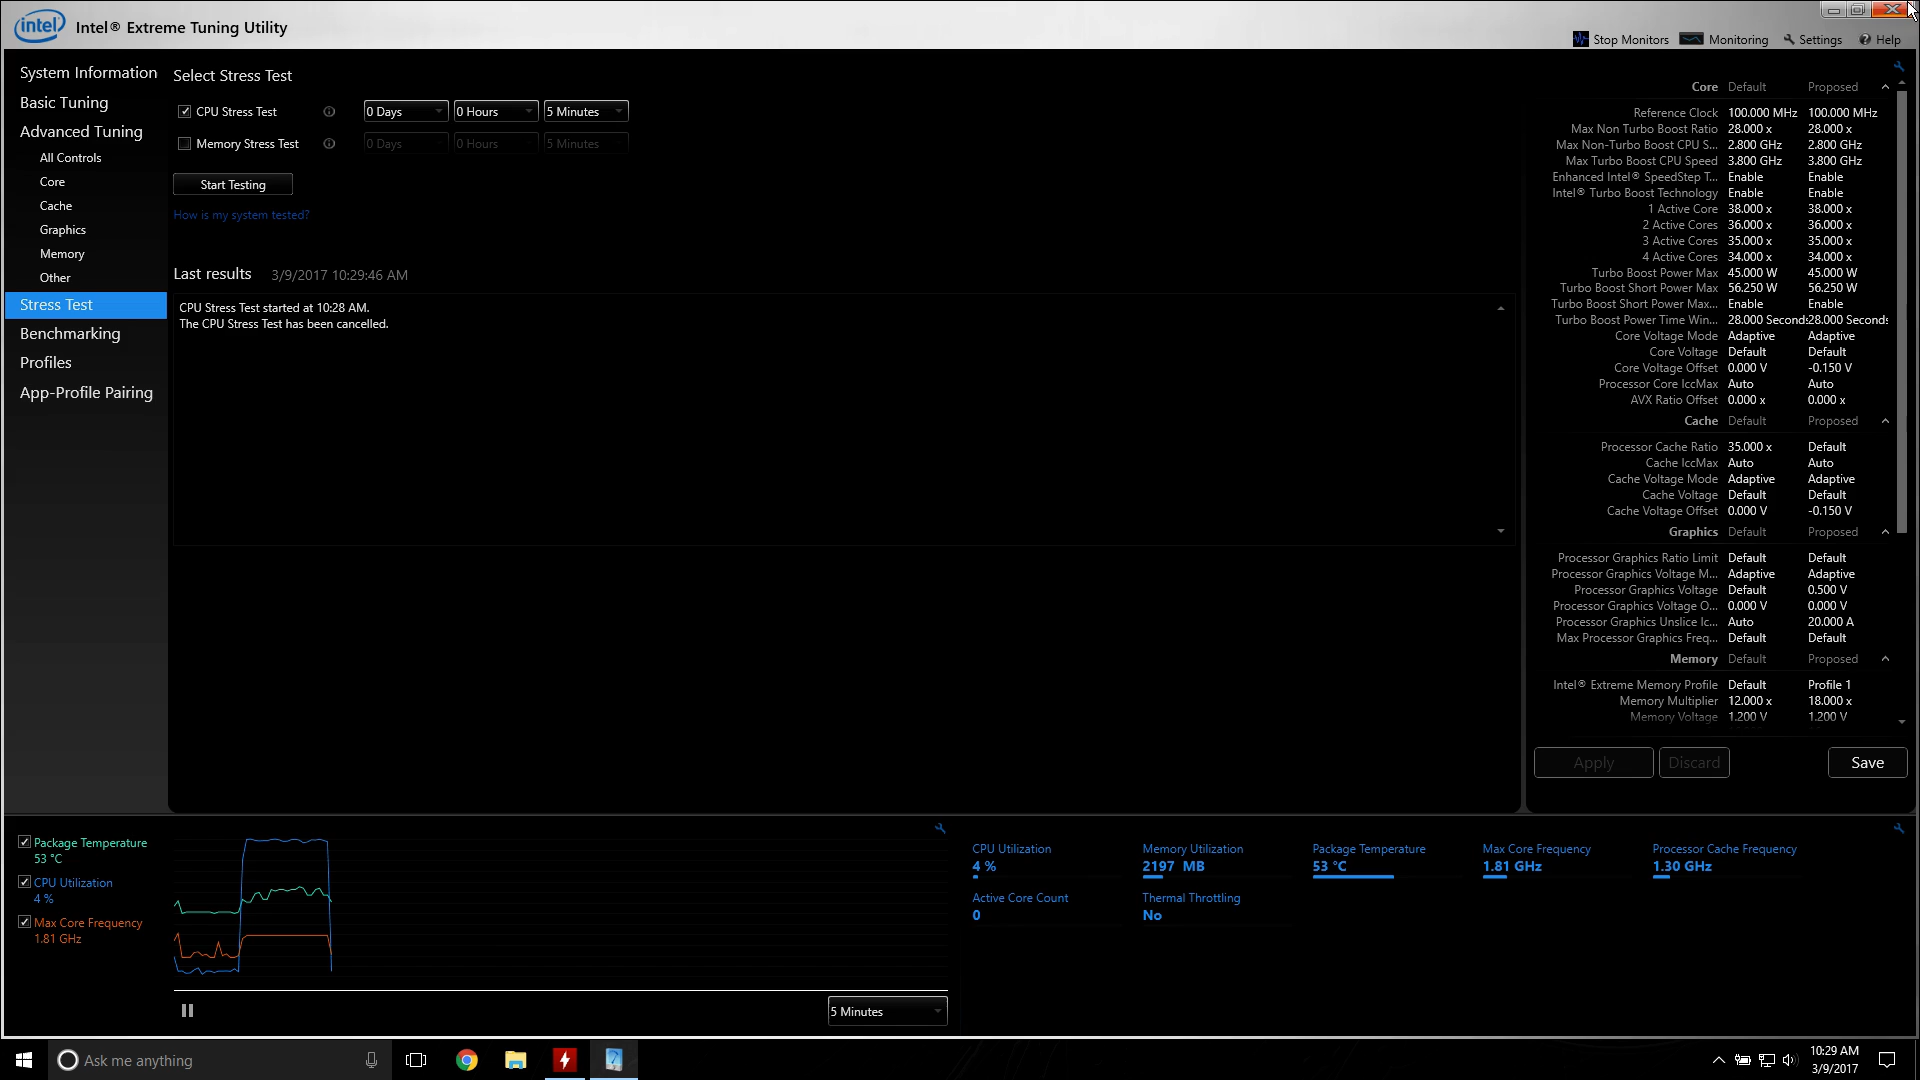 intel
Intel® Extreme Tuning Utility
Stop Monitors
Monitoring
Settings
Help
System Information
Basic Tuning
Advanced Tuning
All Controls
Core
Cache
Graphics
Memory
Other
Stress Test
Benchmarking
Profiles
App-Profile Pairing
Select Stress Test
CPU Stress Test 0 Days 0 Hours 5 Minutes
Memory Stress Test 0 Days 0 Hours 5 Minutes
Start Testing
How is my system tested?
Last results 3/9/2017 10:29:46 AM
CPU Stress Test started at 10:28 AM.
The CPU Stress Test has been cancelled.
Core Default Proposed
Reference Clock 100.000 MHz 100.000 MHz
Max Non Turbo Boost Ratio 28.000 x 28.000 x
Max Non-Turbo Boost CPU S... 2.800 GHz 2.800 GHz
Max Turbo Boost CPU Speed 3.800 GHz 3.800 GHz
Enhanced Intel® SpeedStep T... Enable Enable
Intel® Turbo Boost Technology Enable Enable
1 Active Core 38.000 x 38.000 x
2 Active Cores 36.000 x 36.000 x
3 Active Cores 35.000 x 35.000 x
4 Active Cores 34.000 x 34.000 x
Turbo Boost Power Max 45.000 W 45.000 W
Turbo Boost Short Power Max 56.250 W 56.250 W
Turbo Boost Short Power Max... Enable Enable
Turbo Boost Power Time Win... 28.000 Seconds 28.000 Seconds
Core Voltage Mode Adaptive Adaptive
Core Voltage Default Default
Core Voltage Offset 0.000 V -0.150 V
Processor Core IccMax Auto Auto
AVX Ratio Offset 0.000 x 0.000 x
Cache Default Proposed
Processor Cache Ratio 35.000 x Default
Cache IccMax Auto Auto
Cache Voltage Mode Adaptive Adaptive
Cache Voltage Default Default
Cache Voltage Offset 0.000 V -0.150 V
Graphics Default Proposed
Processor Graphics Ratio Limit Default Default
Processor Graphics Voltage M... Adaptive Adaptive
Processor Graphics Voltage Default 0.500 V
Processor Graphics Voltage O... 0.000 V 0.000 V
Processor Graphics Unslice Ic... Auto 20.000 A
Max Processor Graphics Freq... Default Default
Memory Default Proposed
Intel® Extreme Memory Profile Default Profile 1
Memory Multiplier 12.000 x 18.000 x
Memory Voltage 1.200 V 1.200 V
Apply
Discard
Save
Package Temperature
53 °C
CPU Utilization
4 %
Max Core Frequency
1.81 GHz
5 Minutes
CPU Utilization
4 %
Memory Utilization
2197 MB
Package Temperature
53 °C
Max Core Frequency
1.81 GHz
Processor Cache Frequency
1.30 GHz
Active Core Count
0
Thermal Throttling
No
Ask me anything
10:29 AM
3/9/2017